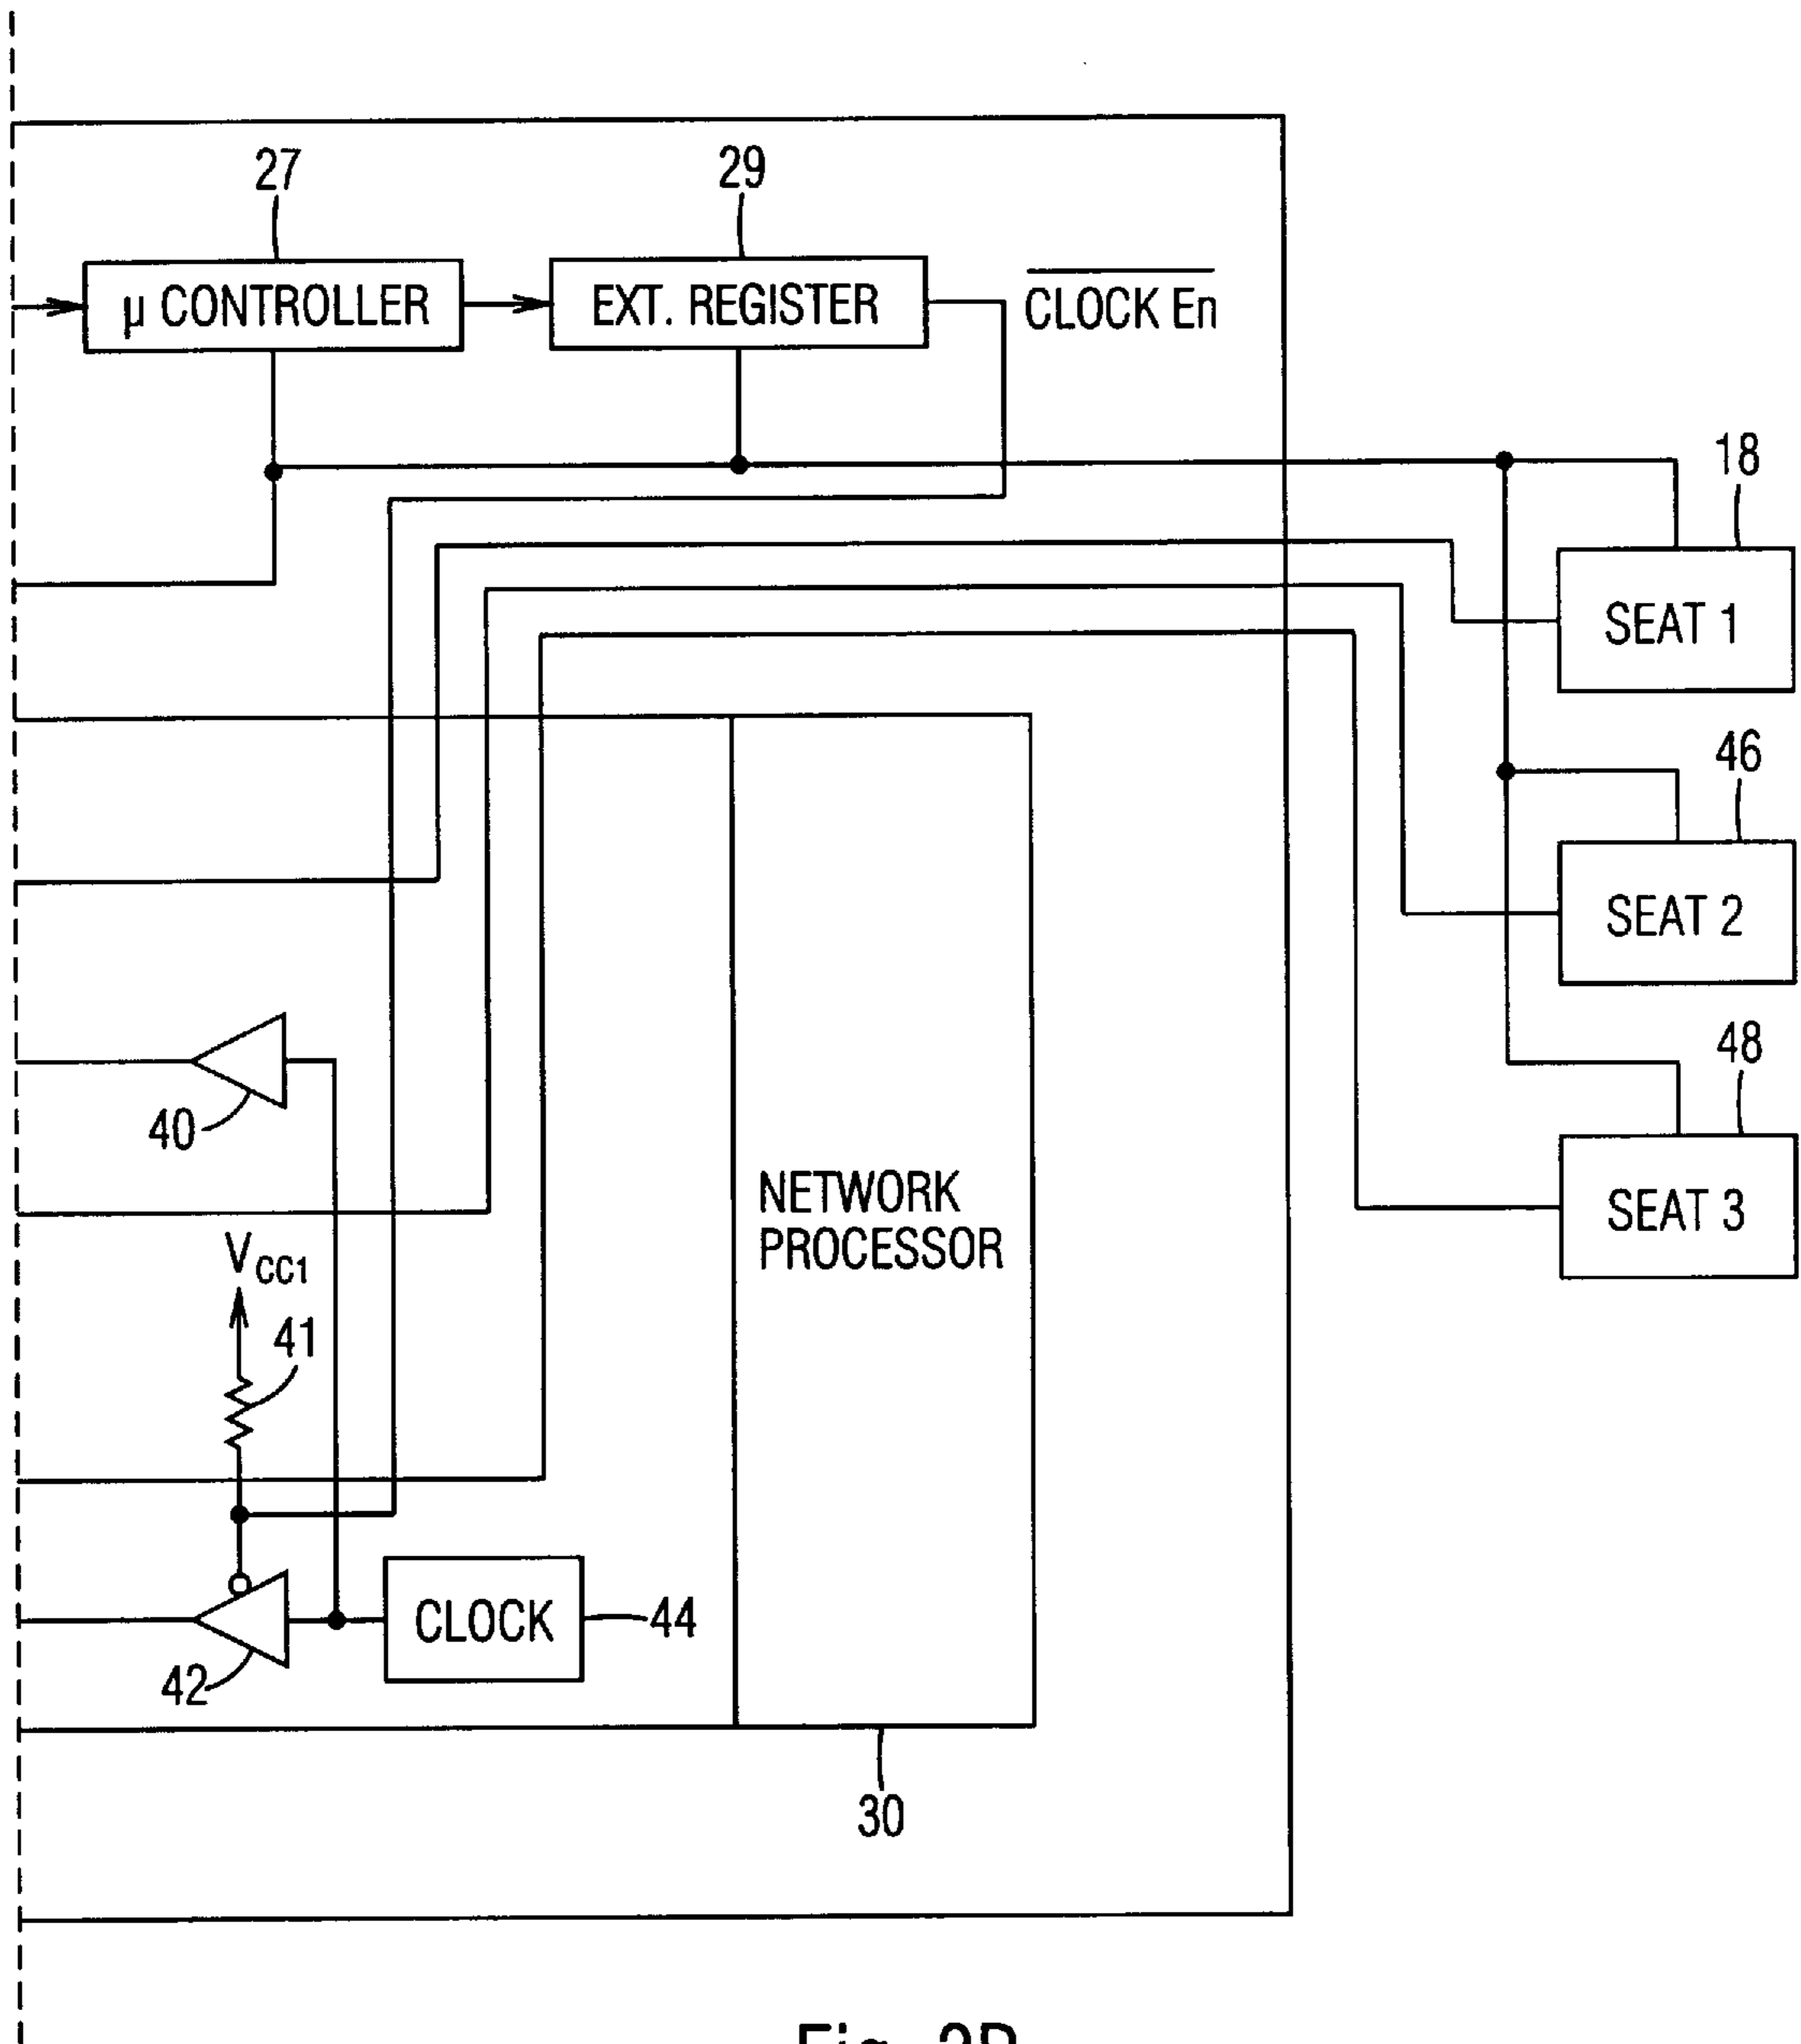 27
29
μ CONTROLLER
EXT. REGISTER
CLOCK En
18
SEAT 1
46
SEAT 2
40
48
SEAT 3
NETWORK
PROCESSOR
VCC1
41
CLOCK
44
42
30